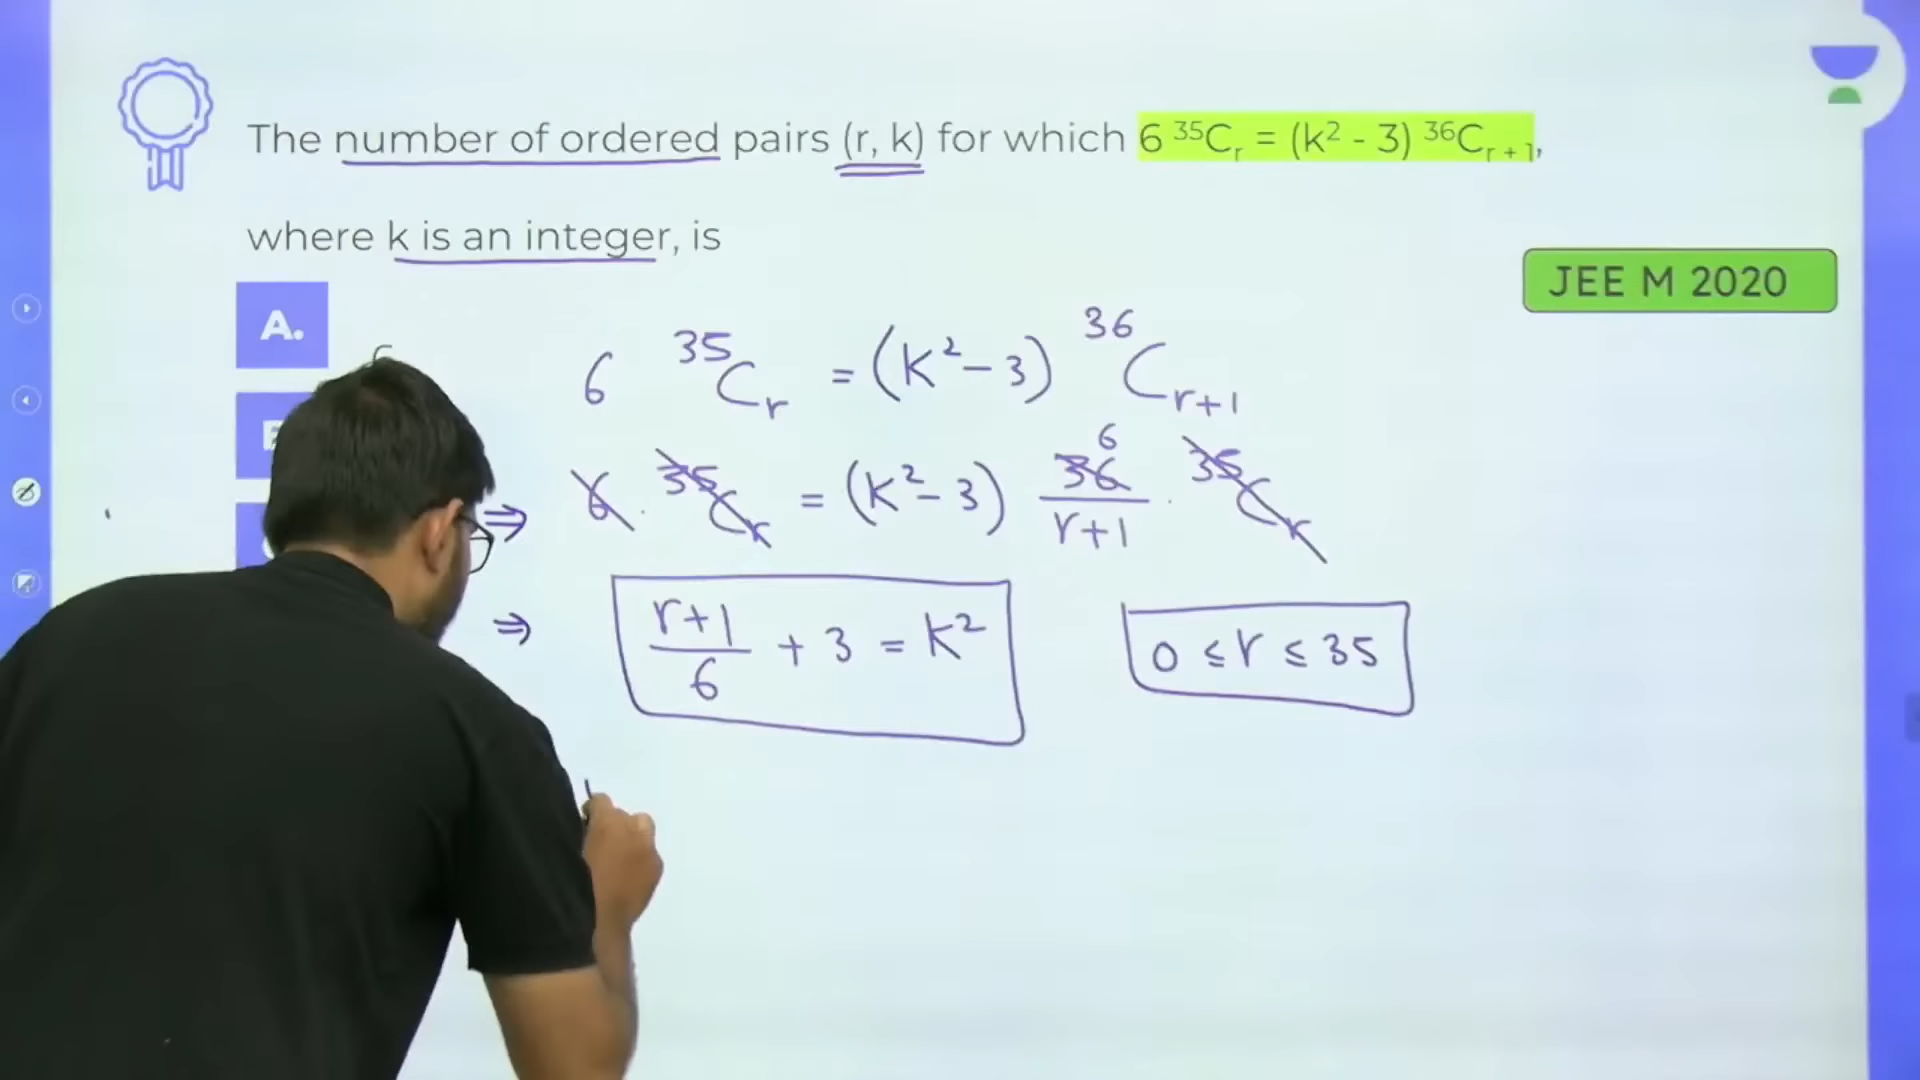 The number of ordered pairs (r, k) for which 6 ³⁵Cᵣ = (k² - 3) ³⁶Cᵣ₊₁,
where k is an integer, is
JEE M 2020
A.
6 ³⁵Cᵣ = (K² – 3) ³⁶Cᵣ₊₁
⇒ 6 · ³⁵Cᵣ = (K² – 3) 36/(r+1) · ³⁵Cᵣ
6
⇒ (r+1)/6 + 3 = K²
0 ≤ r ≤ 35